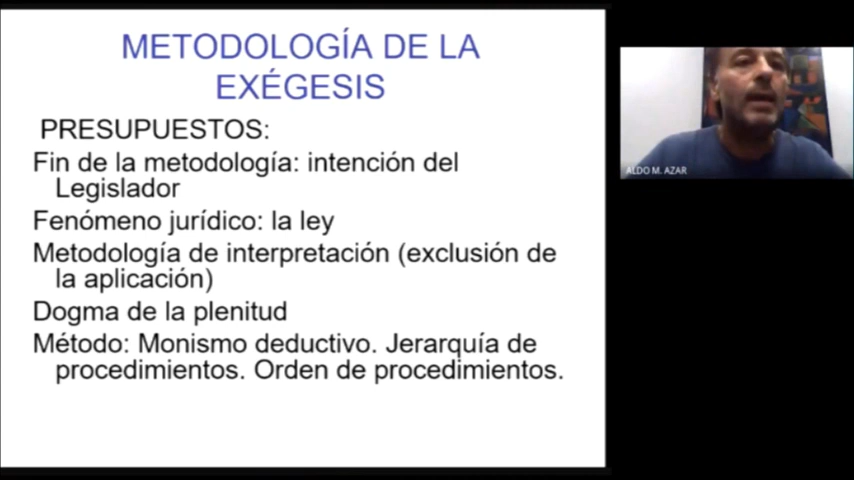 METODOLOGÍA DE LA
EXÉGESIS
PRESUPUESTOS:
Fin de la metodología: intención del
Legislador
Fenómeno jurídico: la ley
Metodología de interpretación (exclusión de
la aplicación)
Dogma de la plenitud
Método: Monismo deductivo. Jerarquía de
procedimientos. Orden de procedimientos.
ALDO M. AZAR